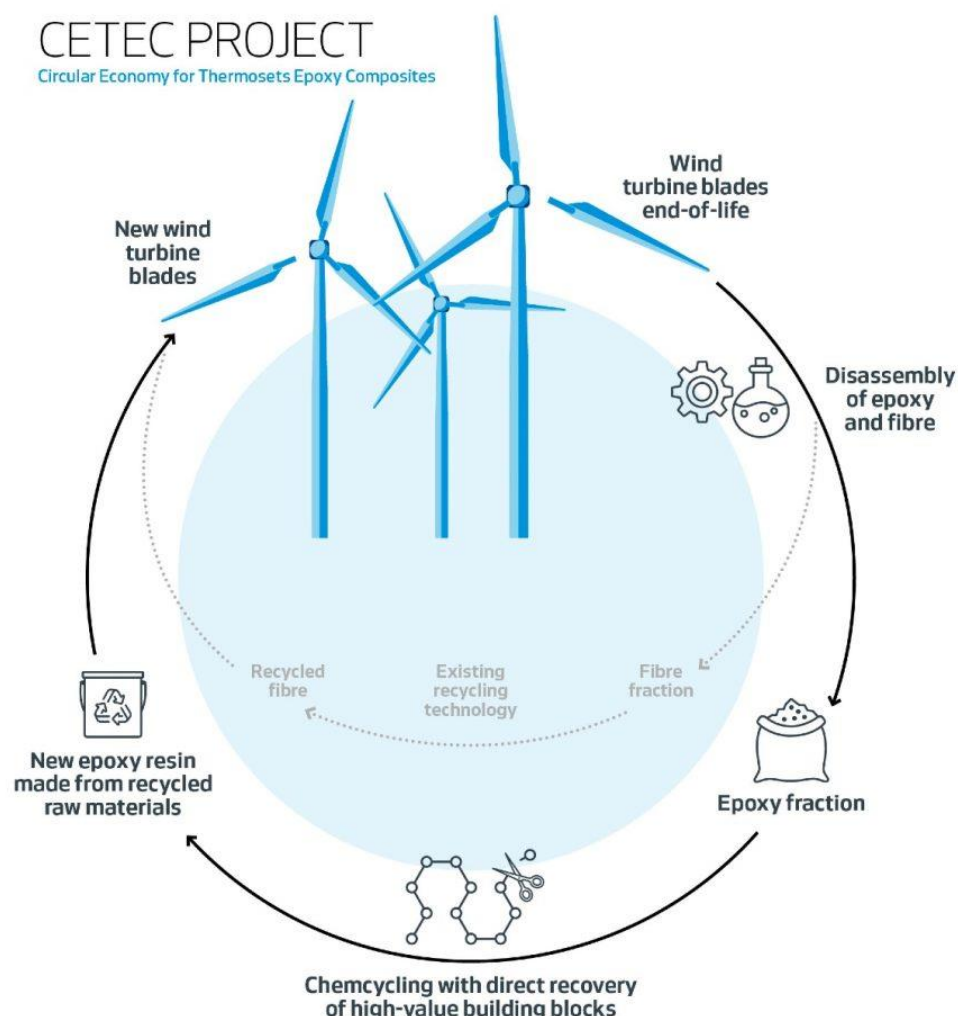 CETEC PROJECT
Circular Economy for Thermosets Epoxy Composites
Wind
turbine blades
end-of-life
New wind
turbine
blades
Disassembly
of epoxy
and fibre
Recycled
fibre
Existing
recycling
technology
Fibre
fraction
New epoxy resin
made from recycled
raw materials
Epoxy fraction
Chemcycling with direct recovery
of high-value building blocks